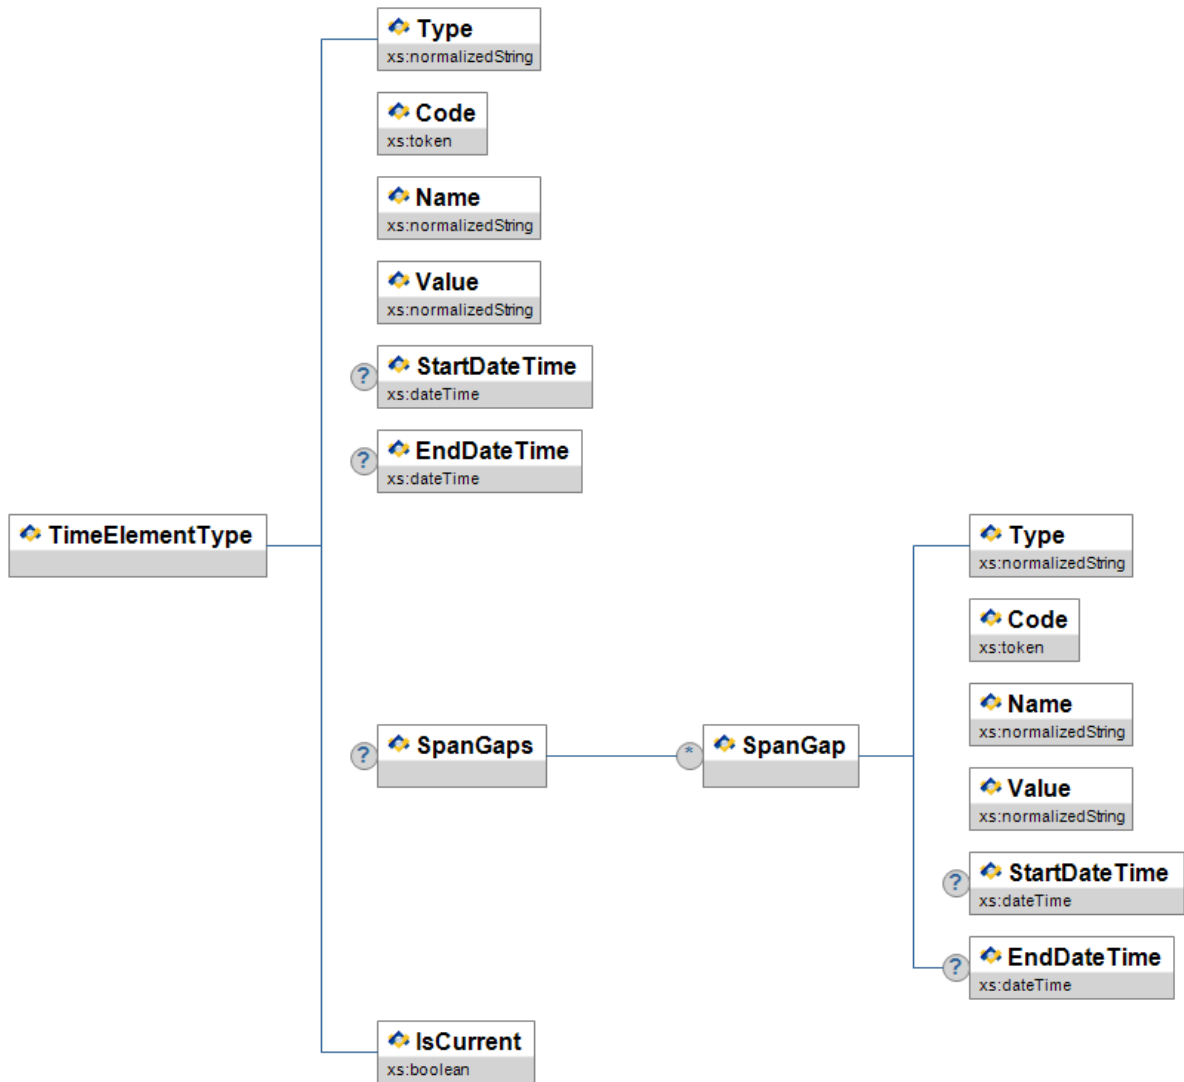 Type
xs:normalizedString
Code
xs:token
Name
xs:normalizedString
Value
xs:normalizedString
? StartDateTime
xs:dateTime
? EndDateTime
xs:dateTime
TimeElementType
? SpanGaps
* SpanGap
Type
xs:normalizedString
Code
xs:token
Name
xs:normalizedString
Value
xs:normalizedString
? StartDateTime
xs:dateTime
? EndDateTime
xs:dateTime
IsCurrent
xs:boolean